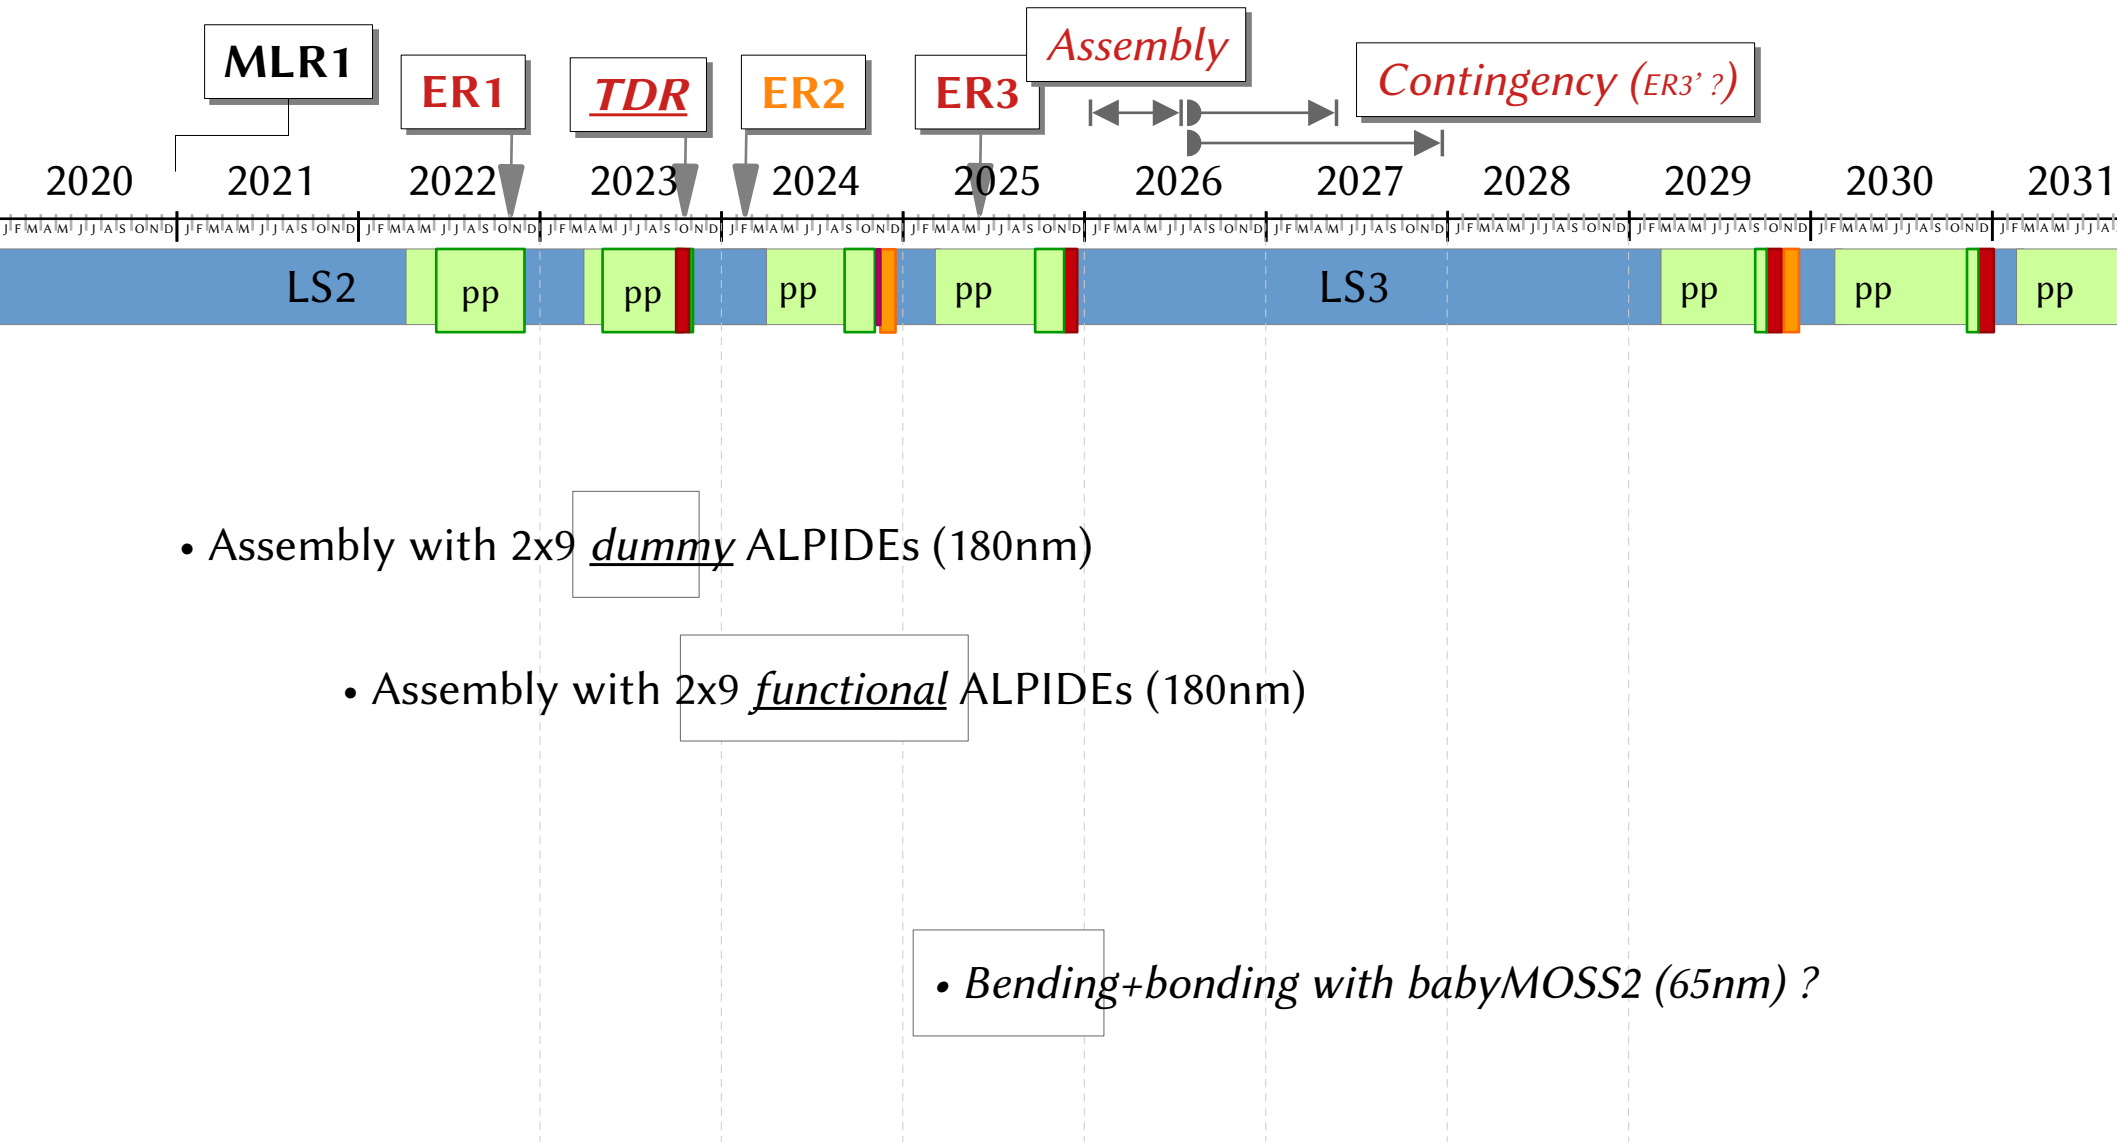 Assembly
MLR1
ER1
TDR
ER2
ER3
Contingency (ER3' ?)
2020 2021 2022 2023 2024 2025 2026 2027 2028 2029 2030 2031
J F M A M J J A S O N D J F M A M J J A S O N D J F M A M J J A S O N D J F M A M J J A S O N D J F M A M J J A S O N D J F M A M J J A S O N D J F M A M J J A S O N D J F M A M J J A S O N D J F M A M J J A S O N D J F M A M J J A S O N D J F M A M J J A S O N D J F M A M J J A
LS2 pp pp pp pp LS3 pp pp pp
• Assembly with 2x9 dummy ALPIDEs (180nm)
• Assembly with 2x9 functional ALPIDEs (180nm)
• Bending+bonding with babyMOSS2 (65nm) ?